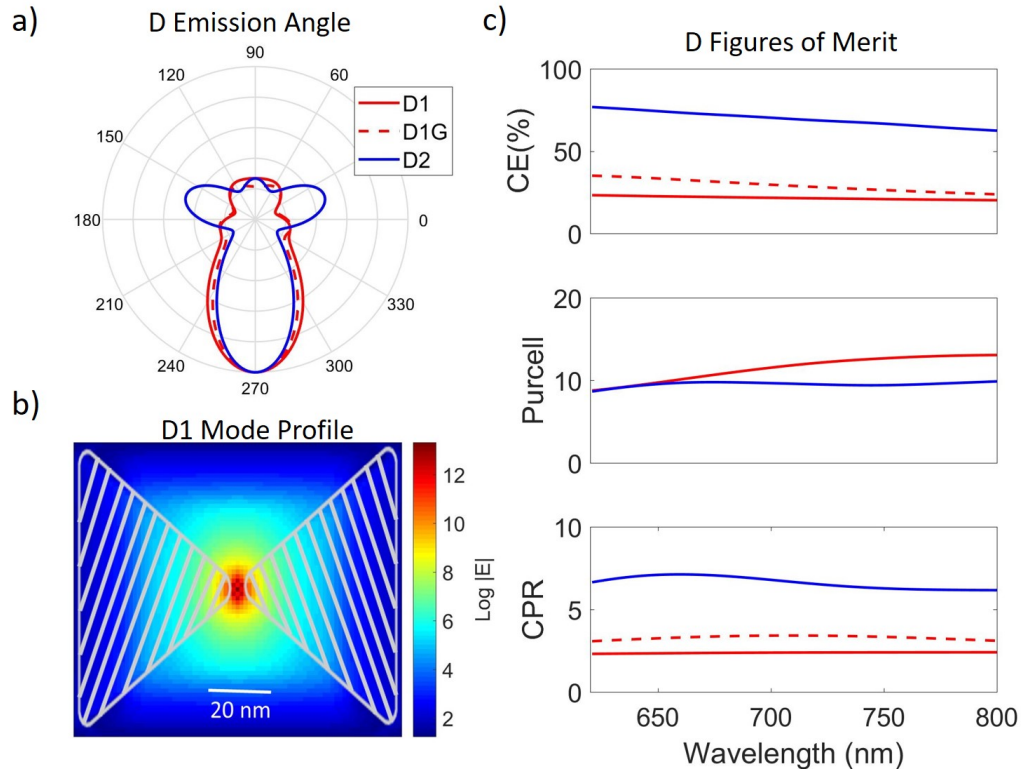 a)
D Emission Angle
90
120
60
150
180
0
210
330
240
300
270
D1
D1G
D2
b)
D1 Mode Profile
12
10
8
6
4
2
Log |E|
20 nm
c)
D Figures of Merit
100
50
0
CE(%)
20
10
0
Purcell
10
5
0
CPR
650
700
750
800
Wavelength (nm)